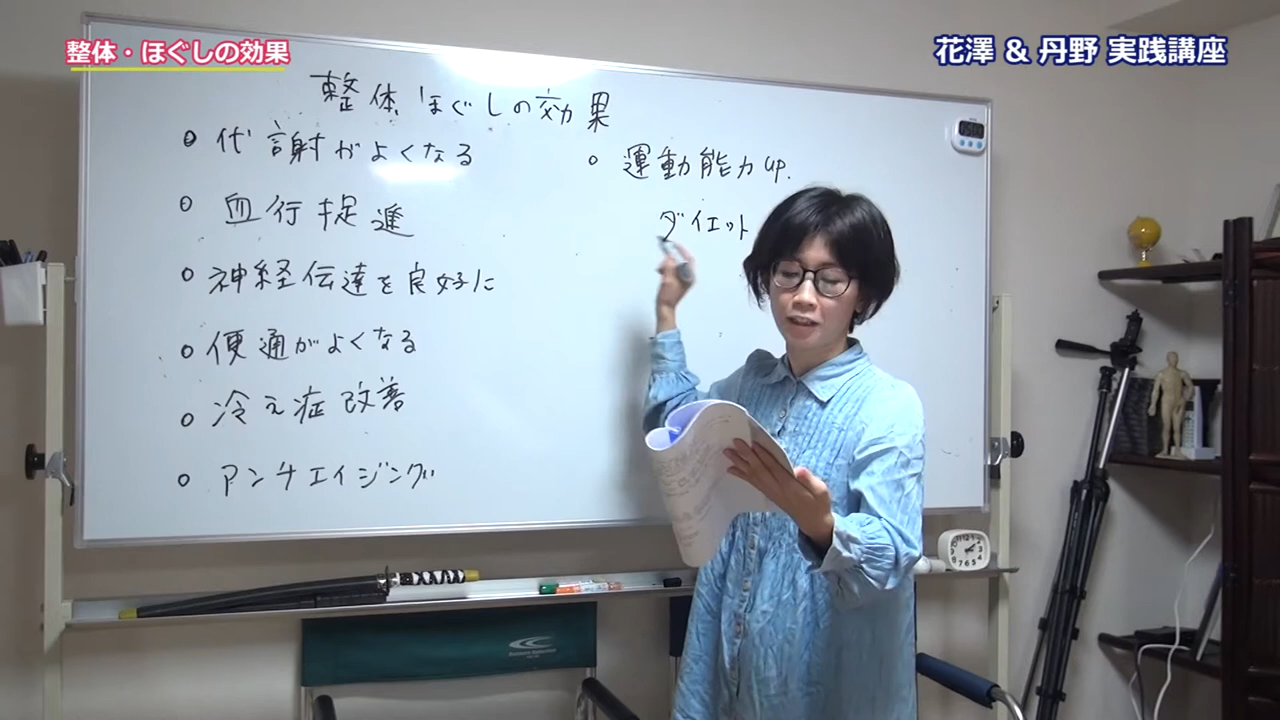 整体・ほぐしの効果
花澤 & 丹野 実践講座
整体 ほぐしの効果
代謝がよくなる
血行捉進
神経伝達を良好に
便通がよくなる
冷え症改善
アンチエイジング
運動能力up.
ダイエット